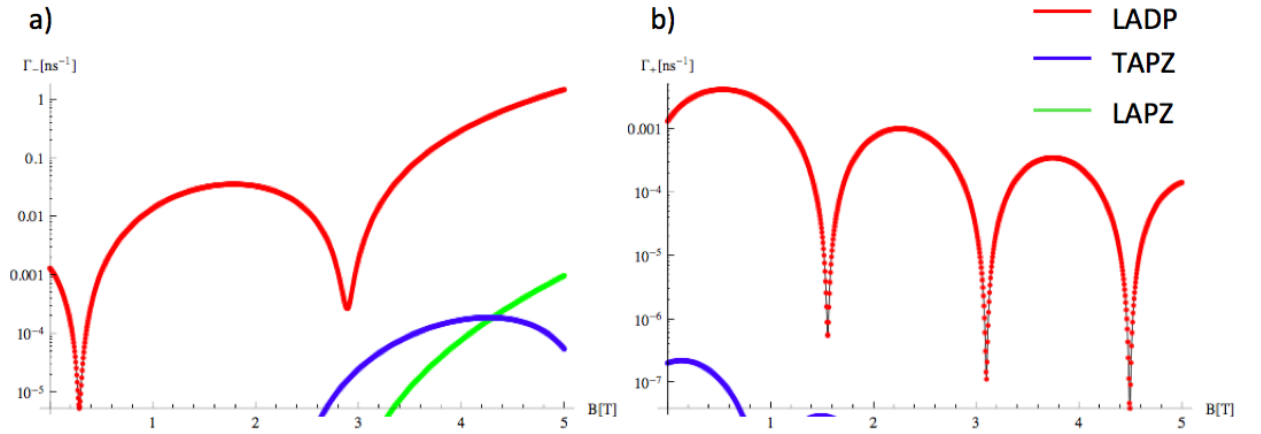 a)
Γ₋[ns⁻¹]
1
0.1
0.01
0.001
10⁻⁴
10⁻⁵
1 2 3 4 5 B[T]
b)
Γ₊[ns⁻¹]
0.001
10⁻⁴
10⁻⁵
10⁻⁶
10⁻⁷
1 2 3 4 5 B[T]
LADP
TAPZ
LAPZ